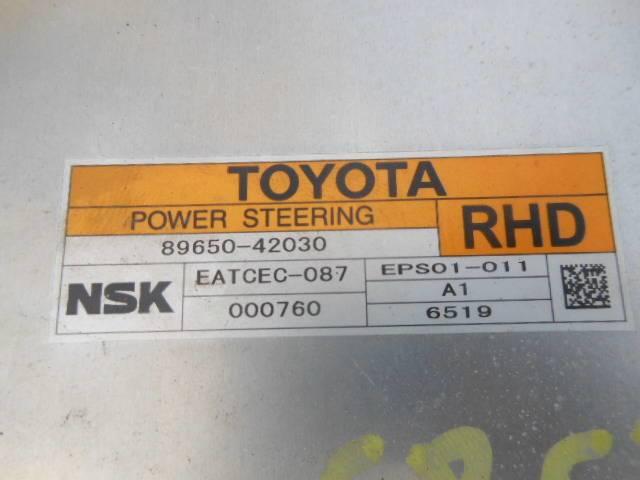 TOYOTA
POWER STEERING
RHD
89650-42030
NSK
EATCEC-087
EPS01-011
A1
000760
6519